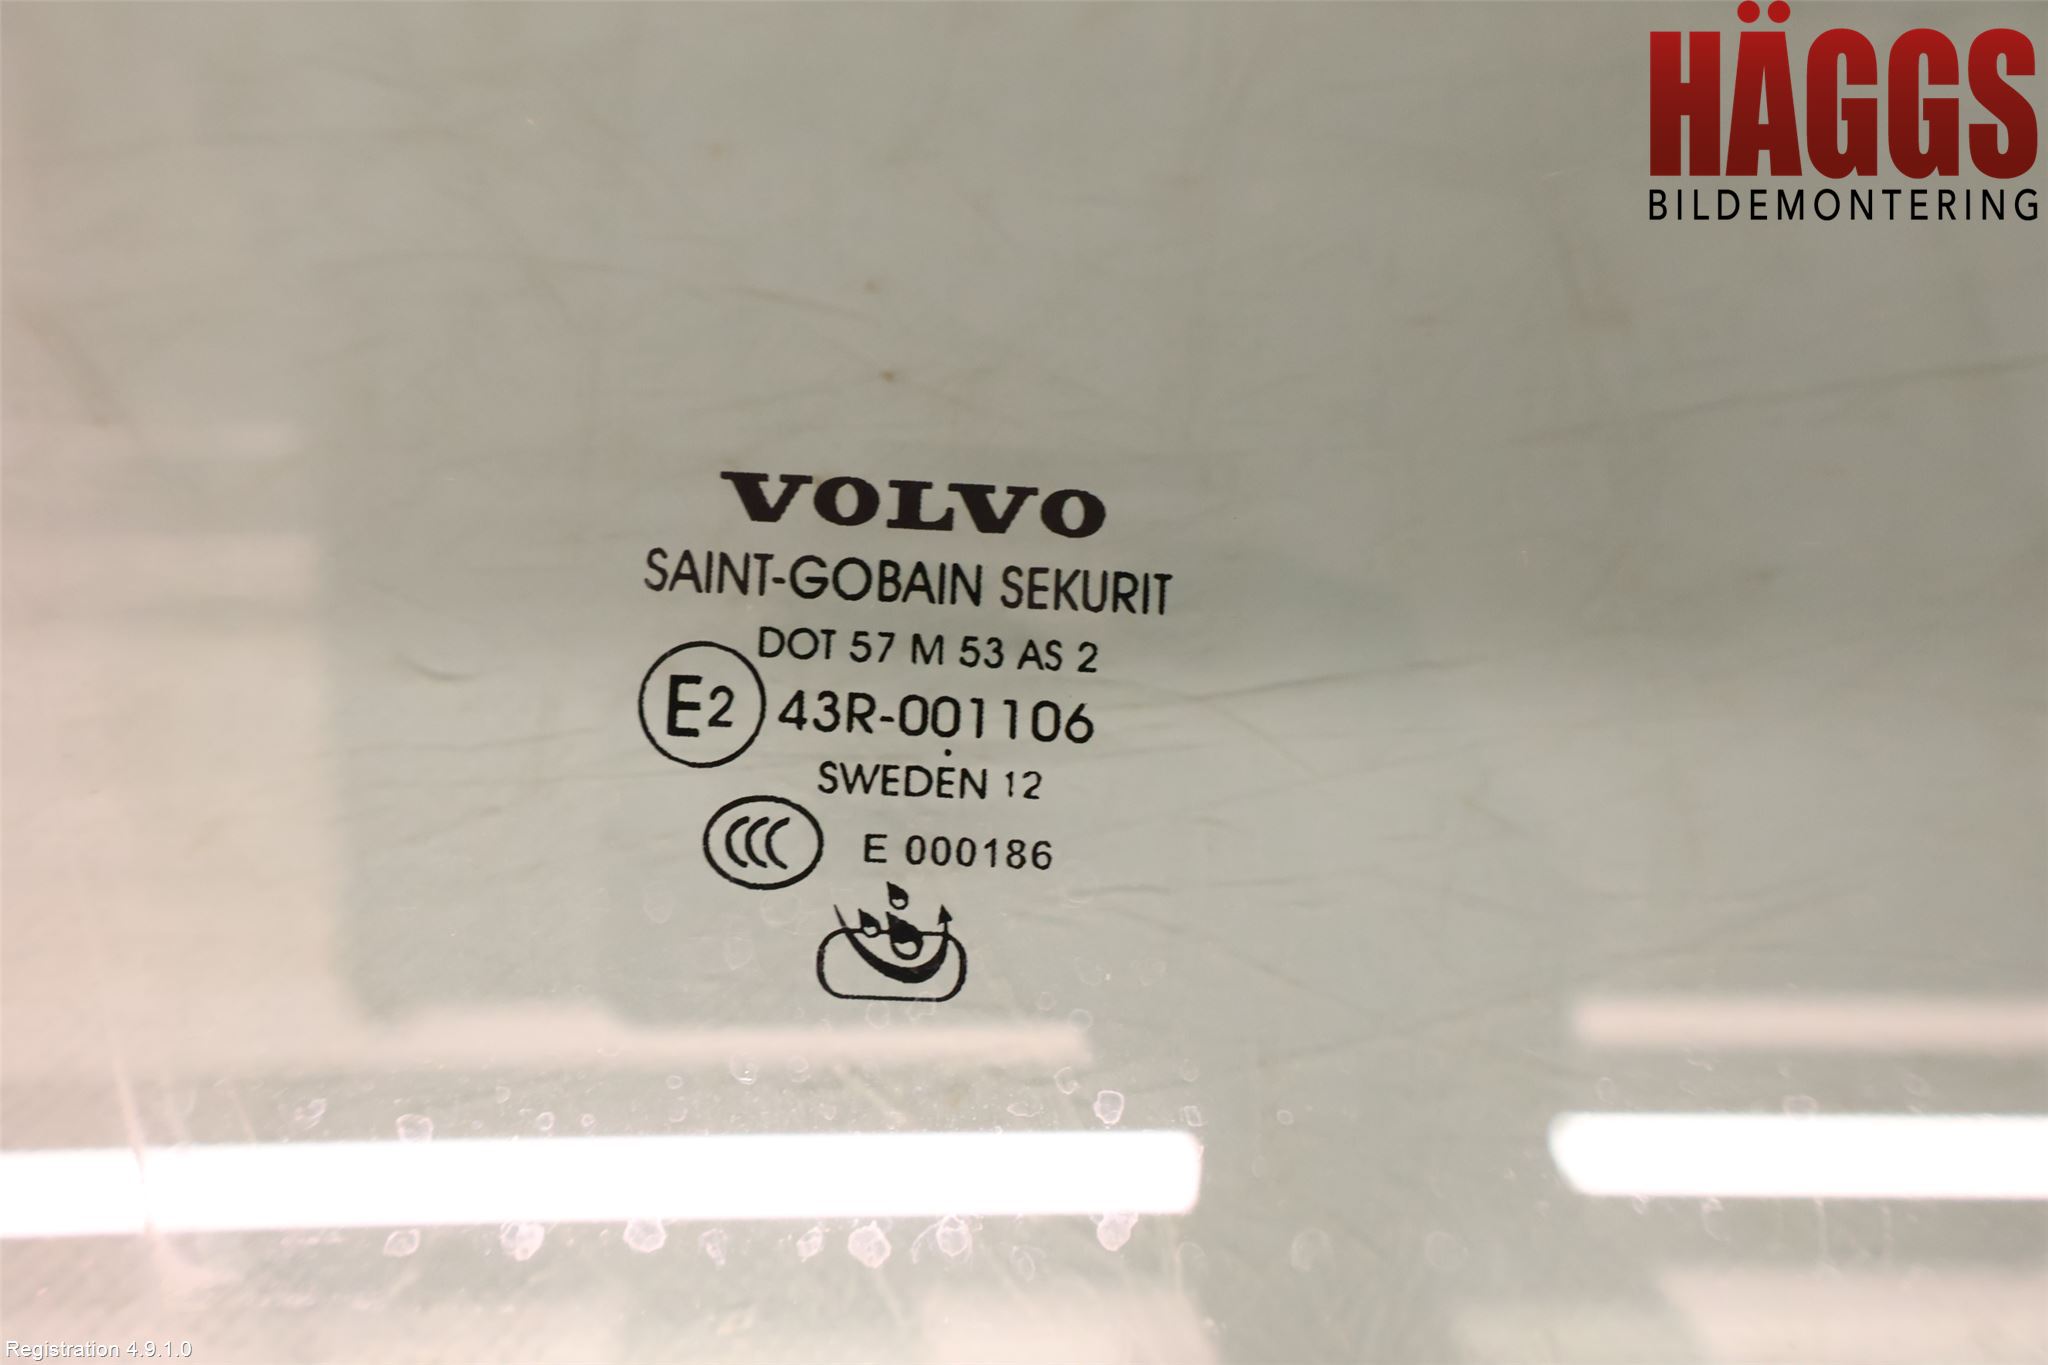 HÄGGS
BILDEMONTERING
VOLVO
SAINT-GOBAIN SEKURIT
DOT 57 M 53 AS 2
E2 43R-001106
SWEDEN 12
CCC E 000186
Registration 4.9.1.0